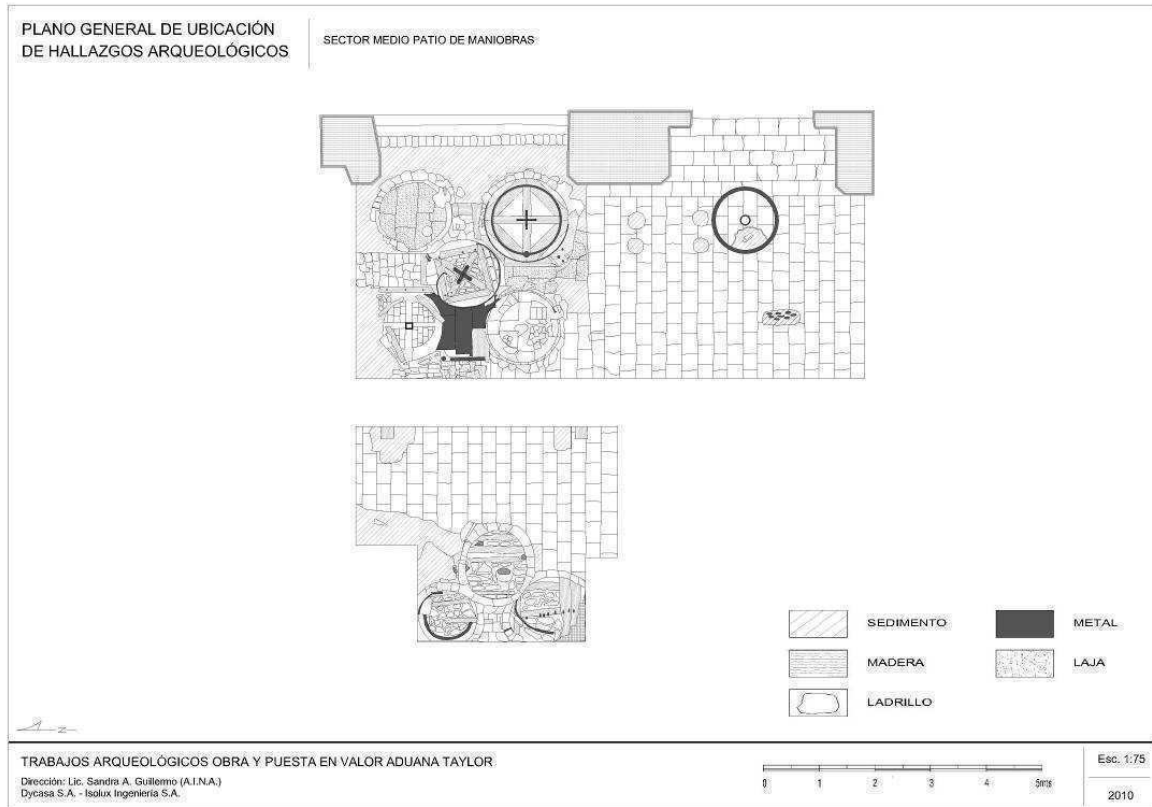 PLANO GENERAL DE UBICACIÓN
DE HALLAZGOS ARQUEOLÓGICOS
SECTOR MEDIO PATIO DE MANIOBRAS
SEDIMENTO
METAL
MADERA
LAJA
LADRILLO
Z
TRABAJOS ARQUEOLÓGICOS OBRA Y PUESTA EN VALOR ADUANA TAYLOR
Dirección: Lic. Sandra A. Guillermo (A.I.N.A.)
Dycasa S.A. - Isolux Ingeniería S.A.
0 1 2 3 4 5mts
Esc. 1:75
2010